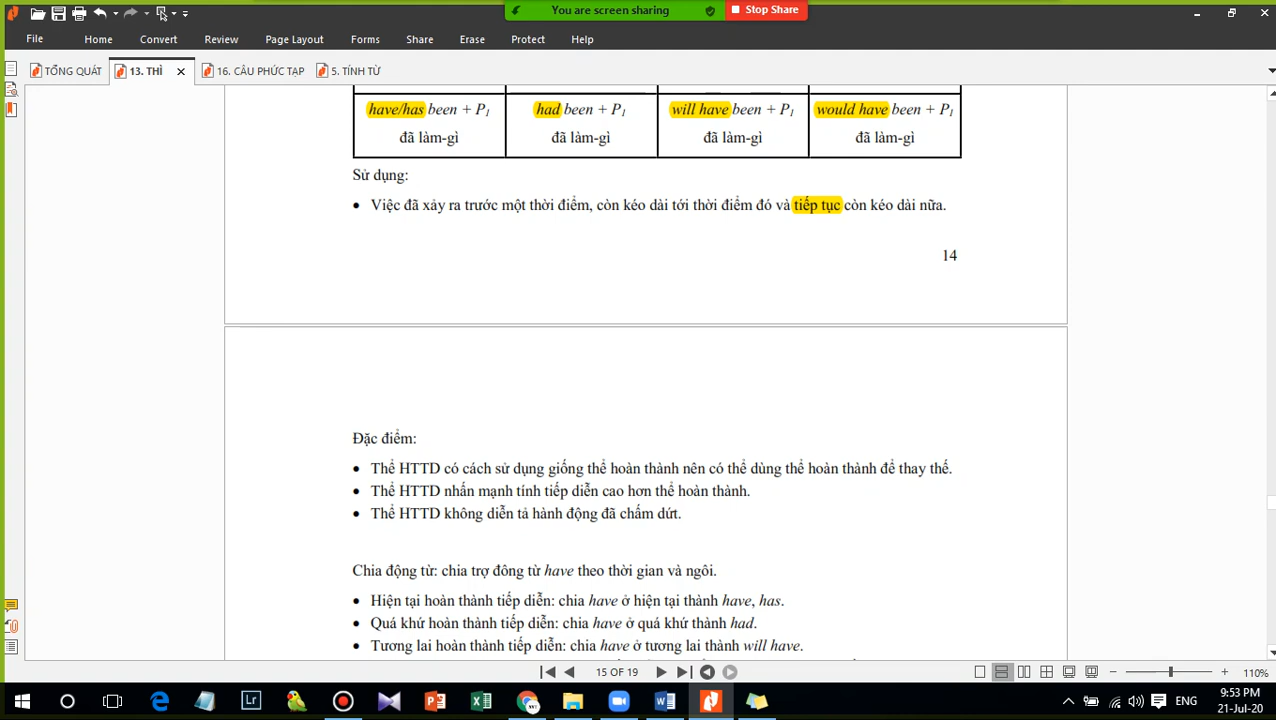 You are screen sharing Stop Share
File Home Convert Review Page Layout Forms Share Erase Protect Help
TỔNG QUÁT 13. THÌ 16. CÂU PHỨC TẠP 5. TÍNH TỪ
have/has been + P1 had been + P1 will have been + P1 would have been + P1
đã làm-gì đã làm-gì đã làm-gì đã làm-gì
Sử dụng:
• Việc đã xảy ra trước một thời điểm, còn kéo dài tới thời điểm đó và tiếp tục còn kéo dài nữa.
14
Đặc điểm:
• Thể HTTD có cách sử dụng giống thể hoàn thành nên có thể dùng thể hoàn thành để thay thế.
• Thể HTTD nhấn mạnh tính tiếp diễn cao hơn thể hoàn thành.
• Thể HTTD không diễn tả hành động đã chấm dứt.
Chia động từ: chia trợ đông từ have theo thời gian và ngôi.
• Hiện tại hoàn thành tiếp diễn: chia have ở hiện tại thành have, has.
• Quá khứ hoàn thành tiếp diễn: chia have ở quá khứ thành had.
• Tương lai hoàn thành tiếp diễn: chia have ở tương lai thành will have.
15 OF 19 110%
Lr ENG 9:53 PM
21-Jul-20